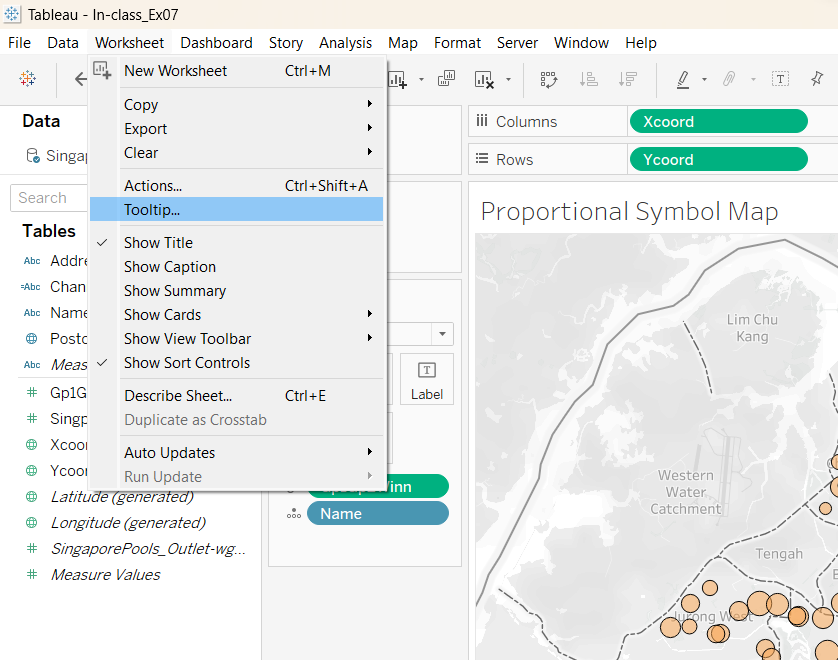 Tableau - In-class_Ex07
File Data Worksheet Dashboard Story Analysis Map Format Server Window Help
New Worksheet Ctrl+M
Copy
Export
Clear
Actions... Ctrl+Shift+A
Tooltip...
Show Title
Show Caption
Show Summary
Show Cards
Show View Toolbar
Show Sort Controls
Describe Sheet... Ctrl+E
Duplicate as Crosstab
Auto Updates
Run Update
Data
Singap
Search
Tables
Abc Addre
=Abc Chan
Abc Name
Postc
Abc Meas
# Gp1G
# Singp
Xcoor
Ycoor
Latitude (generated)
Longitude (generated)
# SingaporePools_Outlet-wg...
# Measure Values
T
Label
Name
Columns Xcoord
Rows Ycoord
Proportional Symbol Map
Lim Chu
Kang
Western
Water
Catchment
Tengah
Jurong West